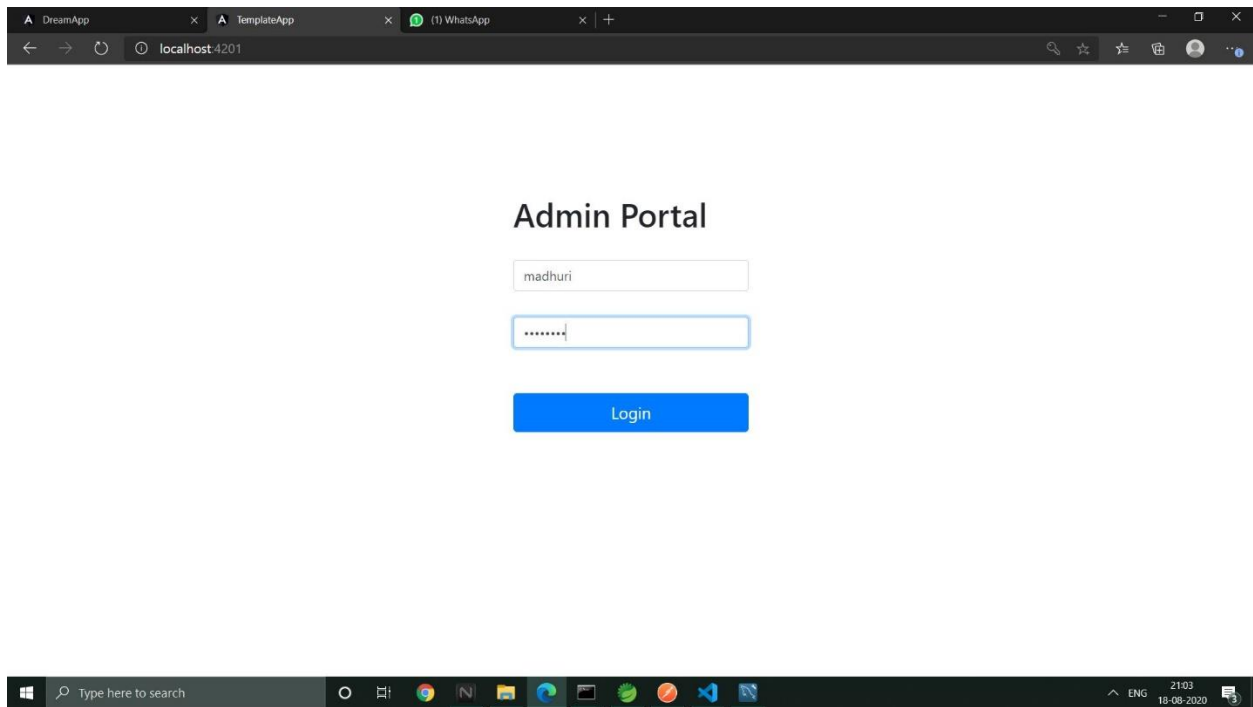 DreamApp
TemplateApp
(1) WhatsApp
localhost:4201
Admin Portal
madhuri
••••••••
Login
Type here to search
ENG
21:03
18-08-2020
3